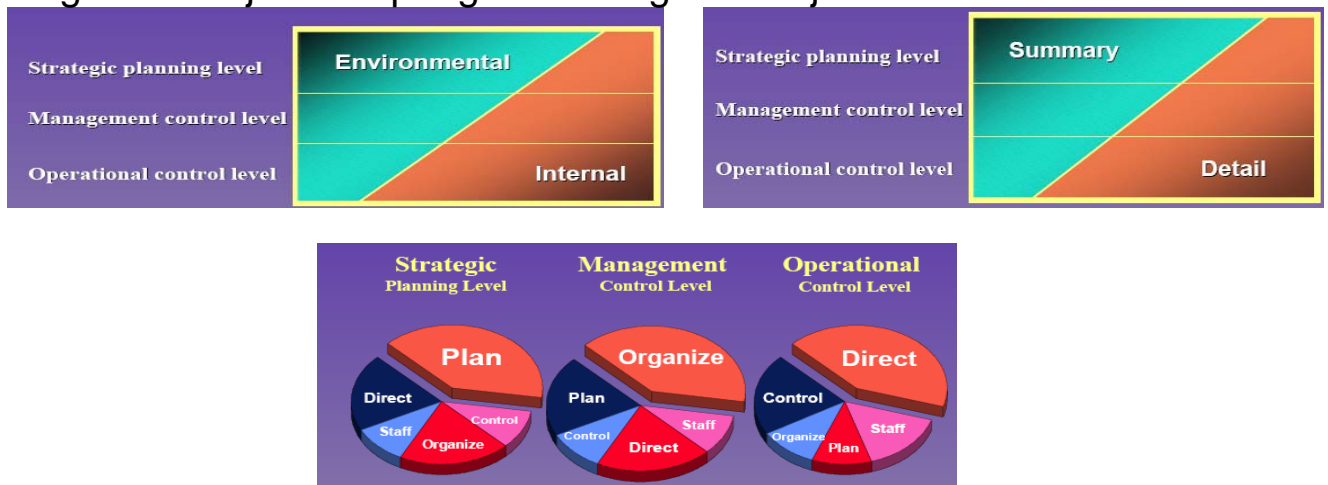 Strategic planning level
Environmental
Management control level
Operational control level
Internal
Strategic planning level
Summary
Management control level
Operational control level
Detail
Strategic
Planning Level
Management
Control Level
Operational
Control Level
Plan
Direct
Staff
Organize
Control
Organize
Plan
Control
Direct
Staff
Direct
Control
Organize
Plan
Staff